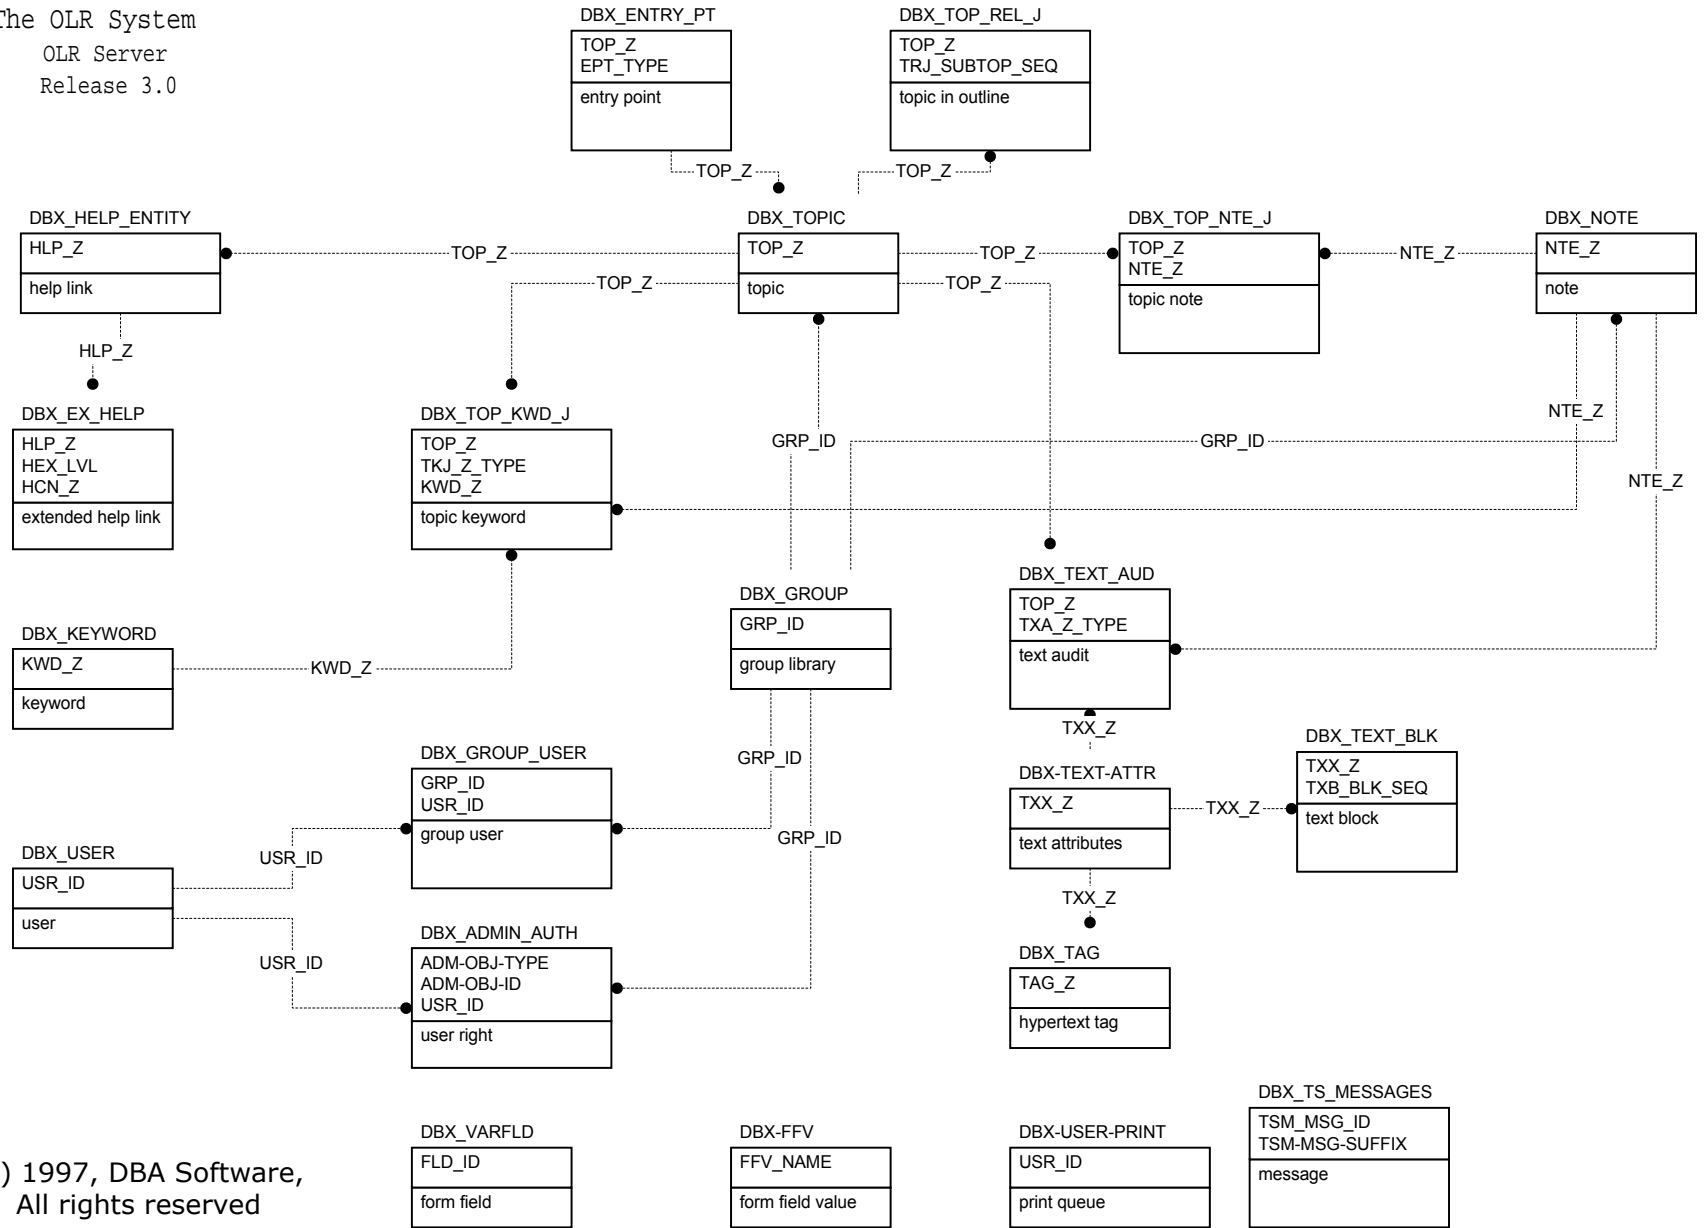 The OLR System
OLR Server
Release 3.0
DBX_ENTRY_PT
TOP_Z
EPT_TYPE
entry point
DBX_TOP_REL_J
TOP_Z
TRJ_SUBTOP_SEQ
topic in outline
TOP_Z
TOP_Z
DBX_HELP_ENTITY
HLP_Z
help link
TOP_Z
TOP_Z
DBX_TOPIC
TOP_Z
topic
TOP_Z
TOP_Z
DBX_TOP_NTE_J
TOP_Z
NTE_Z
topic note
NTE_Z
DBX_NOTE
NTE_Z
note
HLP_Z
DBX_EX_HELP
HLP_Z
HEX_LVL
HCN_Z
extended help link
DBX_TOP_KWD_J
TOP_Z
TKJ_Z_TYPE
KWD_Z
topic keyword
GRP_ID
GRP_ID
NTE_Z
NTE_Z
DBX_KEYWORD
KWD_Z
keyword
KWD_Z
DBX_GROUP
GRP_ID
group library
DBX_TEXT_AUD
TOP_Z
TXA_Z_TYPE
text audit
TXX_Z
DBX_GROUP_USER
GRP_ID
USR_ID
group user
GRP_ID
GRP_ID
DBX-TEXT-ATTR
TXX_Z
text attributes
TXX_Z
DBX_TEXT_BLK
TXX_Z
TXB_BLK_SEQ
text block
DBX_USER
USR_ID
user
USR_ID
USR_ID
DBX_ADMIN_AUTH
ADM-OBJ-TYPE
ADM-OBJ-ID
USR_ID
user right
TXX_Z
DBX_TAG
TAG_Z
hypertext tag
DBX_VARFLD
FLD_ID
form field
DBX-FFV
FFV_NAME
form field value
DBX-USER-PRINT
USR_ID
print queue
DBX_TS_MESSAGES
TSM_MSG_ID
TSM-MSG-SUFFIX
message
) 1997, DBA Software,
All rights reserved